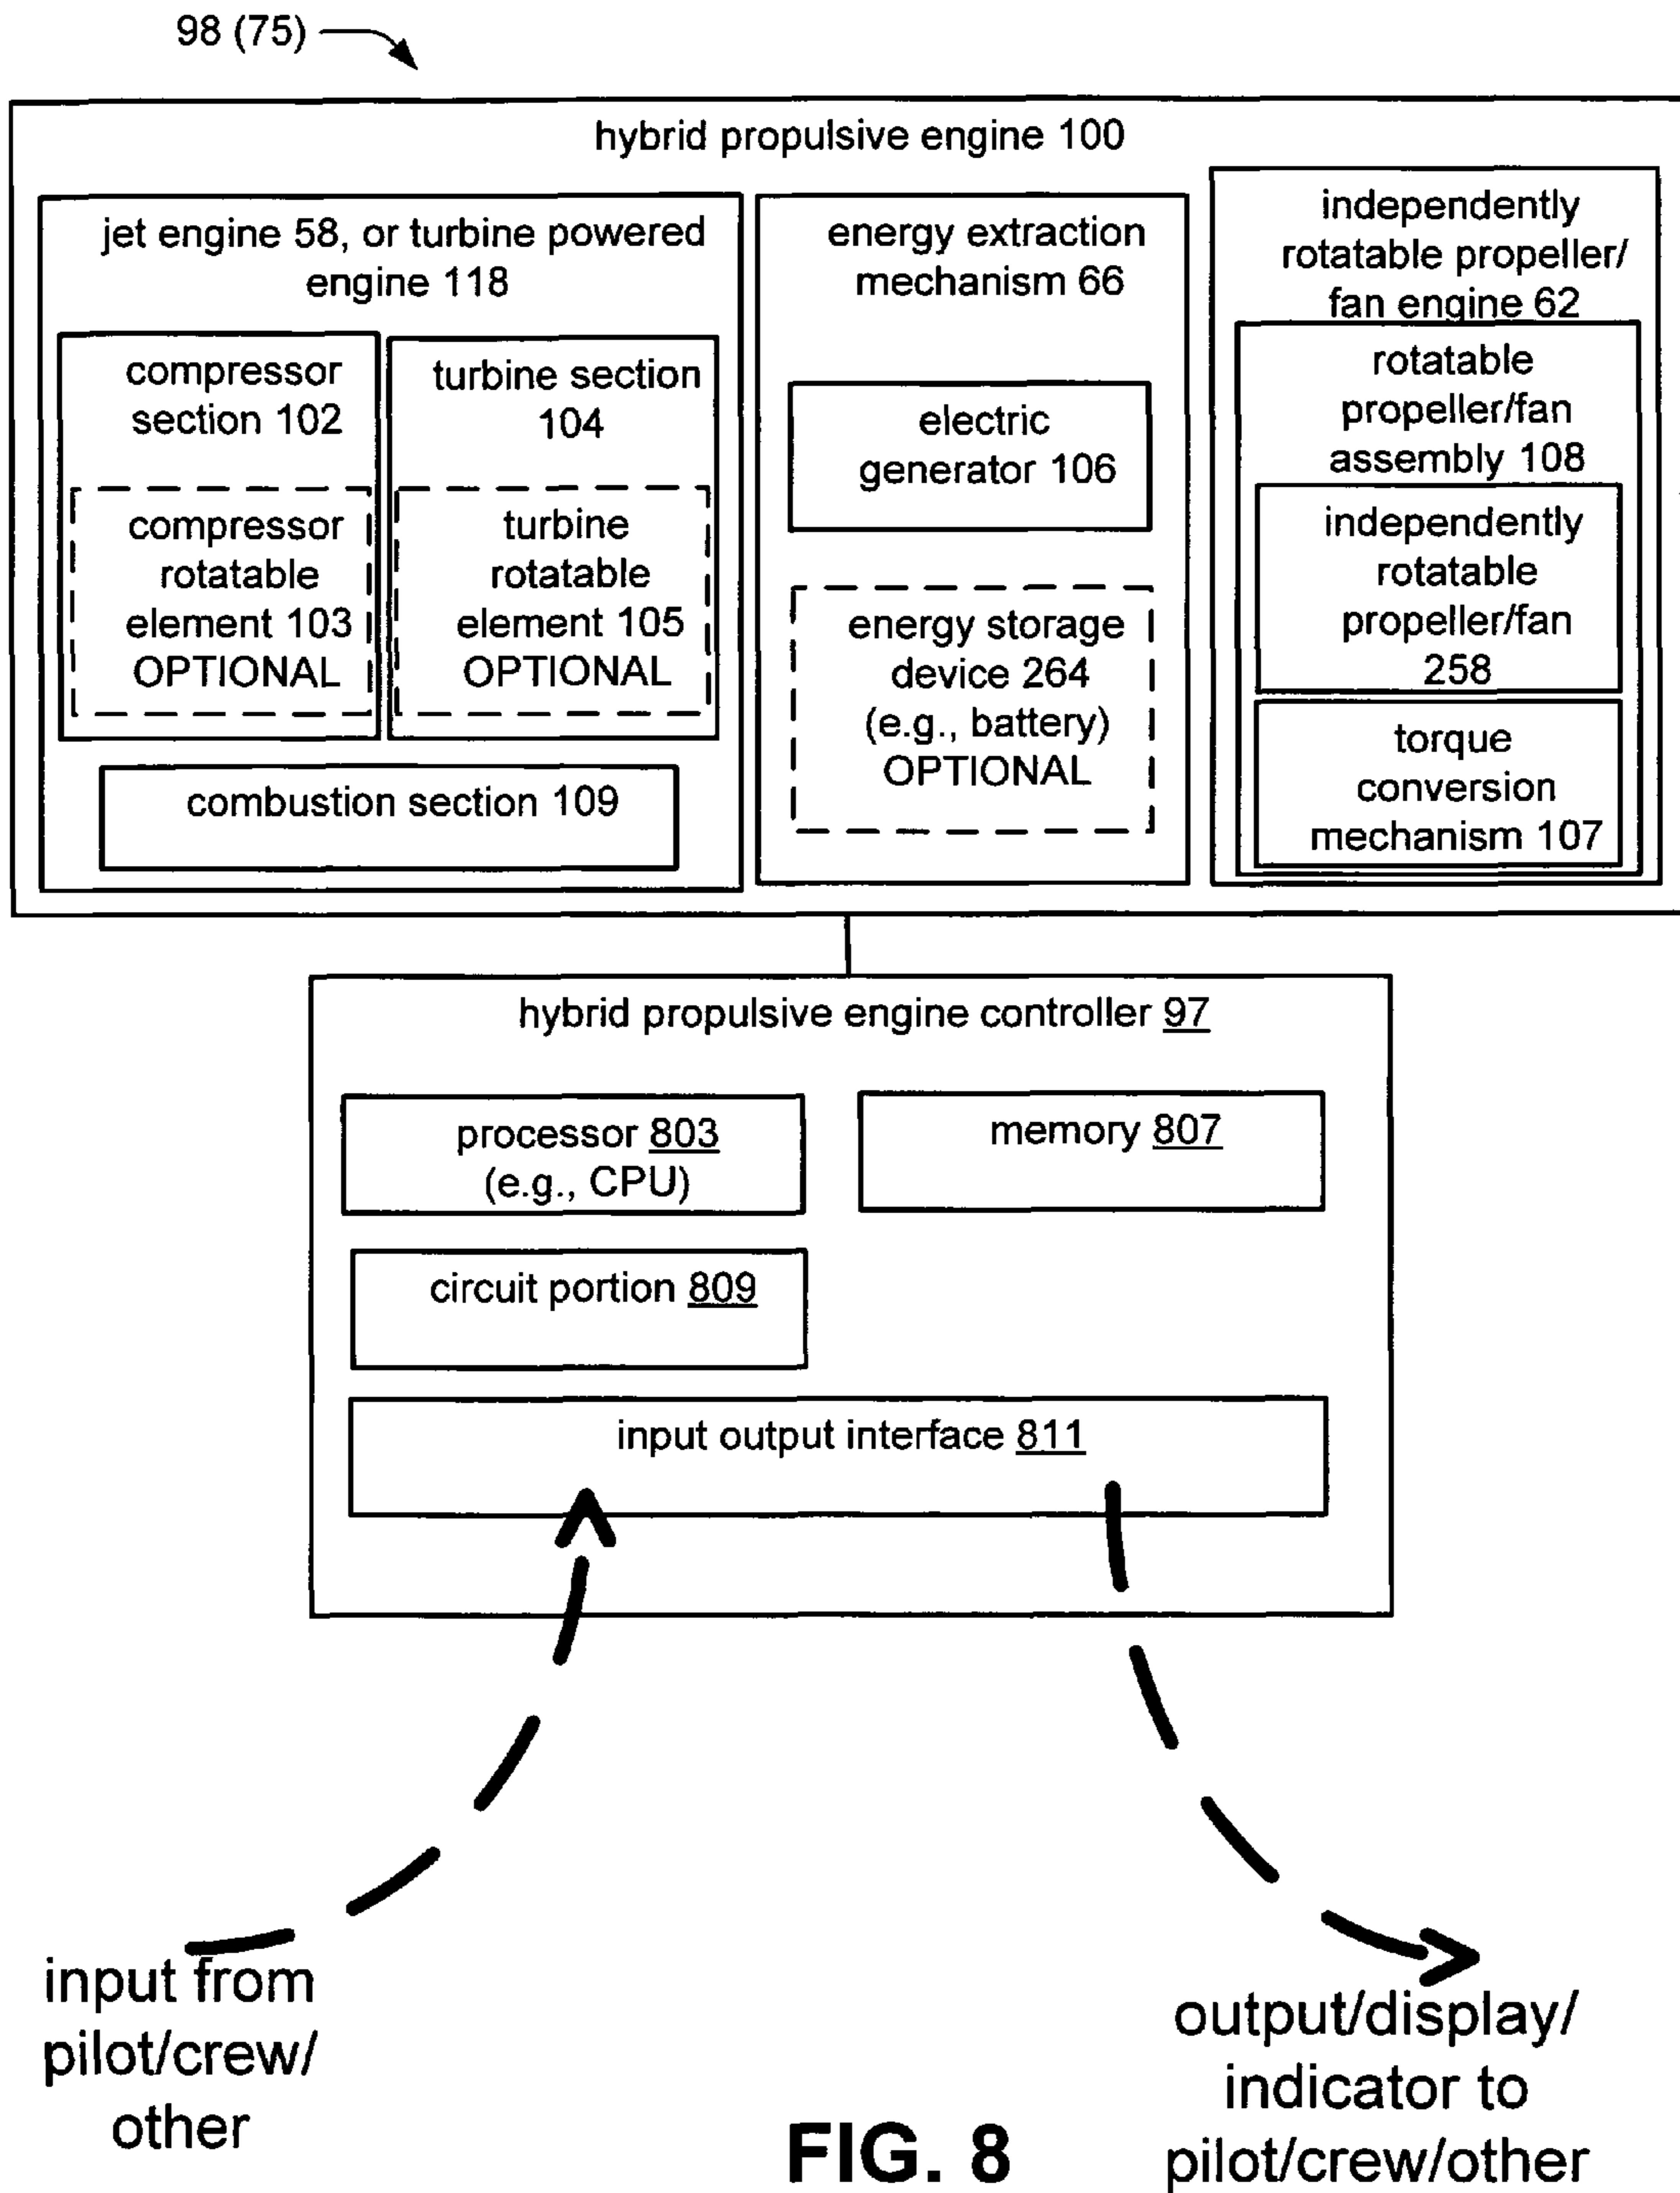 98 (75)
hybrid propulsive engine 100
jet engine 58, or turbine powered
engine 118
compressor
section 102
compressor
rotatable
element 103
OPTIONAL
turbine section
104
turbine
rotatable
element 105
OPTIONAL
combustion section 109
energy extraction
mechanism 66
electric
generator 106
energy storage
device 264
(e.g., battery)
OPTIONAL
independently
rotatable propeller/
fan engine 62
rotatable
propeller/fan
assembly 108
independently
rotatable
propeller/fan
258
torque
conversion
mechanism 107
hybrid propulsive engine controller 97
processor 803
(e.g., CPU)
memory 807
circuit portion 809
input output interface 811
input from
pilot/crew/
other
output/display/
indicator to
pilot/crew/other
FIG. 8